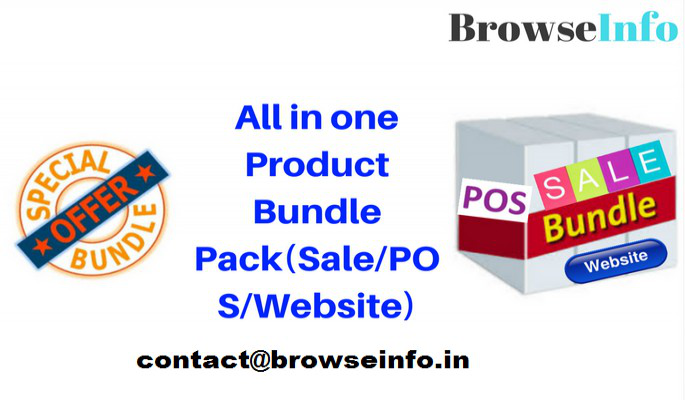 BrowseInfo
All in one
Product
Bundle
Pack(Sale/PO
S/Website)
SPECIAL
OFFER
BUNDLE
POS
SALE
Bundle
Website
contact@browseinfo.in